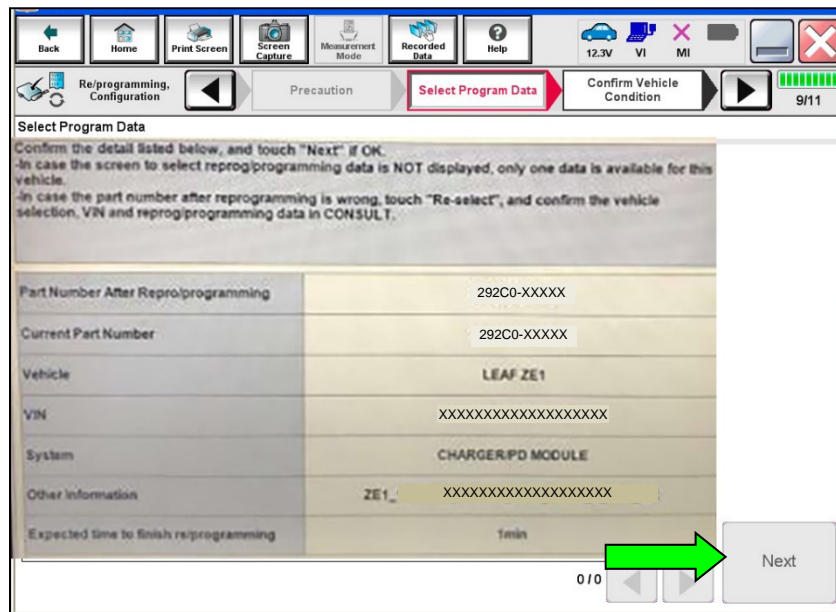 Back
Home
Print Screen
Screen
Capture
Measurement
Mode
Recorded
Data
Help
12.3V
VI
MI
Re/programming,
Configuration
Precaution
Select Program Data
Confirm Vehicle
Condition
9/11
Select Program Data
Confirm the detail listed below, and touch "Next" if OK.
-In case the screen to select reprog/programming data is NOT displayed, only one data is available for this
vehicle.
-In case the part number after reprogramming is wrong, touch "Re-select", and confirm the vehicle
selection, VIN and reprog/programming data in CONSULT.
Part Number After Repro/programming
292C0-XXXXX
Current Part Number
292C0-XXXXX
Vehicle
LEAF ZE1
VIN
XXXXXXXXXXXXXXXXXXX
System
CHARGER/PD MODULE
Other Information
ZE1_
XXXXXXXXXXXXXXXXXXX
Expected time to finish re/programming
1min
0/0
Next